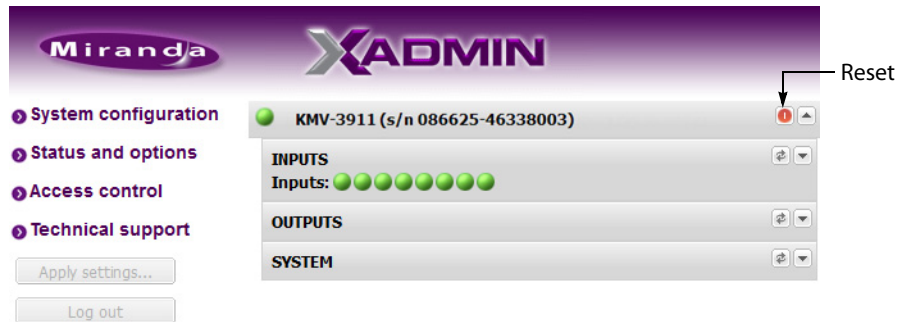 Miranda
XADMIN
Reset
System configuration
Status and options
Access control
Technical support
Apply settings...
Log out
KMV-3911 (s/n 086625-46338003)
INPUTS
Inputs:
OUTPUTS
SYSTEM